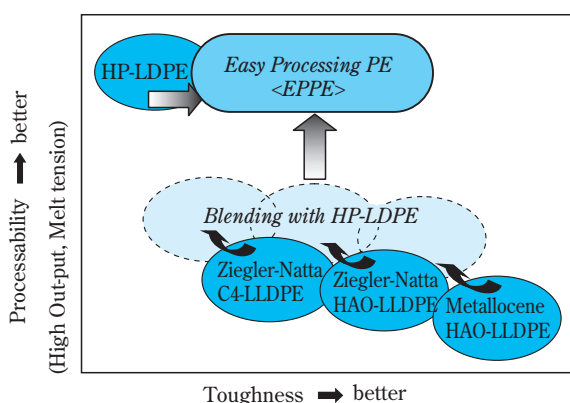 HP-LDPE
Easy Processing PE
<EPPE>
Blending with HP-LDPE
Ziegler-Natta
C4-LLDPE
Ziegler-Natta
HAO-LLDPE
Metallocene
HAO-LLDPE
Processability better
(High Out-put, Melt tension)
Toughness better